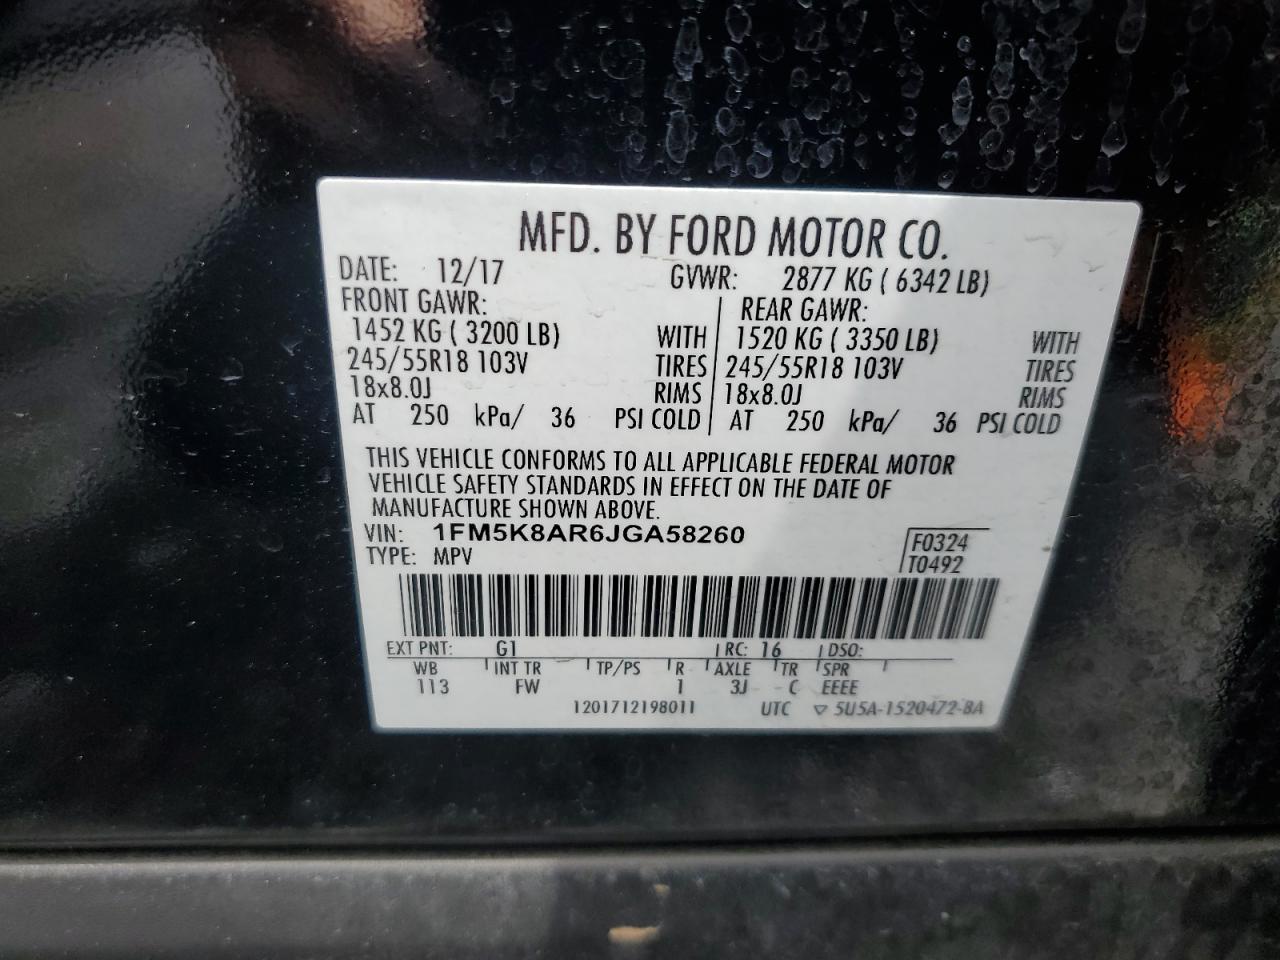 MFD. BY FORD MOTOR CO.
DATE: 12/17 GVWR: 2877 KG ( 6342 LB)
FRONT GAWR: REAR GAWR:
1452 KG ( 3200 LB) WITH 1520 KG ( 3350 LB) WITH
245/55R18 103V TIRES 245/55R18 103V TIRES
18x8.0J RIMS 18x8.0J RIMS
AT 250 kPa/ 36 PSI COLD AT 250 kPa/ 36 PSI COLD
THIS VEHICLE CONFORMS TO ALL APPLICABLE FEDERAL MOTOR
VEHICLE SAFETY STANDARDS IN EFFECT ON THE DATE OF
MANUFACTURE SHOWN ABOVE.
VIN: 1FM5K8AR6JGA58260 F0324
TYPE: MPV T0492
EXT PNT: G1 RC: 16 DSO:
WB INT TR TP/PS R AXLE TR SPR
113 FW 1 3J - C EEEE
1201712198011 UTC ▽ 5U5A-1520472-BA